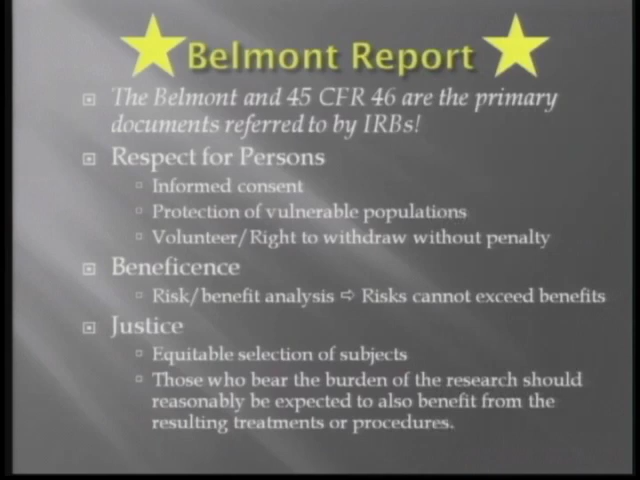 Belmont Report
The Belmont and 45 CFR 46 are the primary
documents referred to by IRBs!
Respect for Persons
Informed consent
Protection of vulnerable populations
Volunteer/Right to withdraw without penalty
Beneficence
Risk/benefit analysis ⇨ Risks cannot exceed benefits
Justice
Equitable selection of subjects
Those who bear the burden of the research should
reasonably be expected to also benefit from the
resulting treatments or procedures.